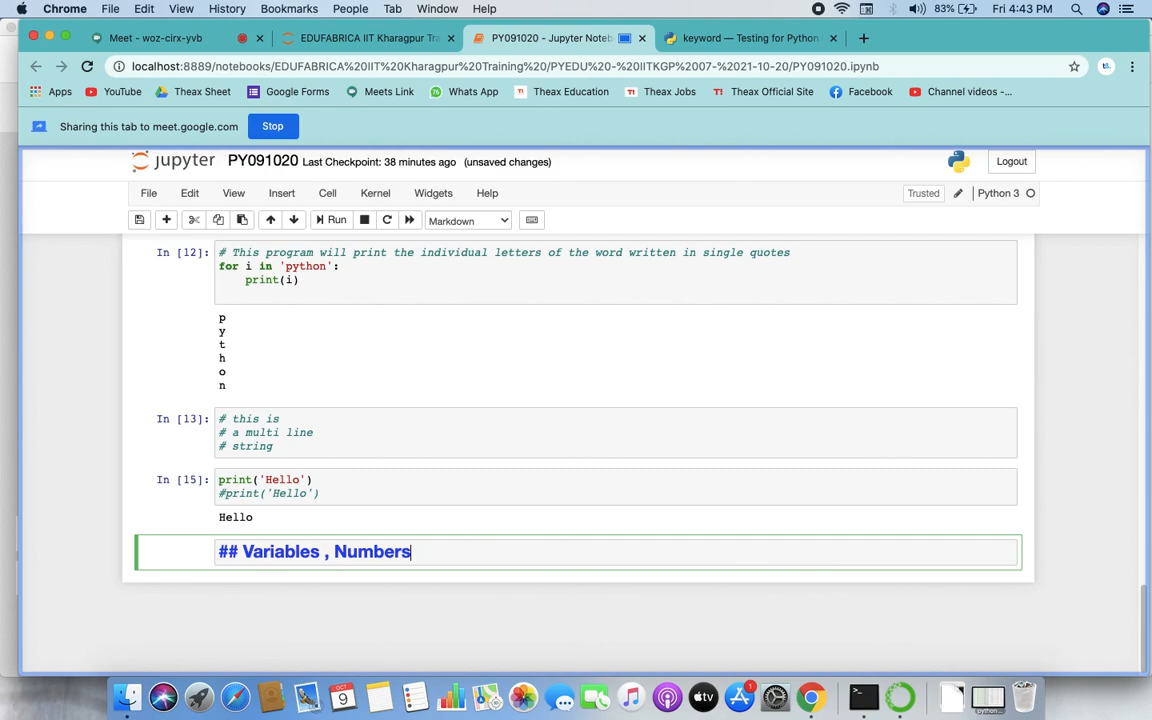 Chrome File Edit View History Bookmarks People Tab Window Help 83% Fri 4:43 PM
Meet - woz-cirx-yvb EDUFABRICA IIT Kharagpur Tra PY091020 - Jupyter Noteb keyword — Testing for Python
localhost:8889/notebooks/EDUFABRICA%20IIT%20Kharagpur%20Training%20/PYEDU%20-%20IITKGP%2007-%2021-10-20/PY091020.ipynb
Apps YouTube Theax Sheet Google Forms Meets Link Whats App Theax Education Theax Jobs Theax Official Site Facebook Channel videos -...
Sharing this tab to meet.google.com Stop
jupyter PY091020 Last Checkpoint: 38 minutes ago (unsaved changes) Logout
File Edit View Insert Cell Kernel Widgets Help Trusted Python 3
Run Markdown
In [12]: # This program will print the individual letters of the word written in single quotes
for i in 'python':
print(i)
p
y
t
h
o
n
In [13]: # this is
# a multi line
# string
In [15]: print('Hello')
#print('Hello')
Hello
## Variables , Numbers
OCT
9
tv
1